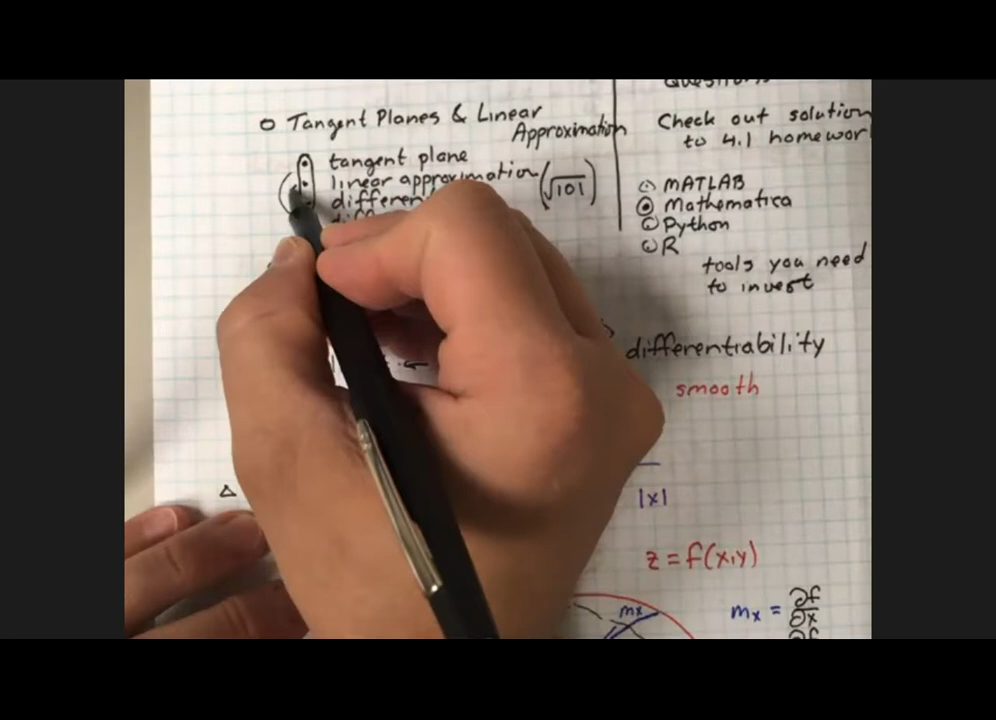 Tangent Planes & Linear
Approximation
tangent plane
linear approximation (√101)
Check out solution
to 4.1 homewor
MATLAB
Mathematica
Python
R
tools you need
to invest
differentiability
smooth
|x|
z = f(x,y)
mx
mx = ∂f
∂x
∂f